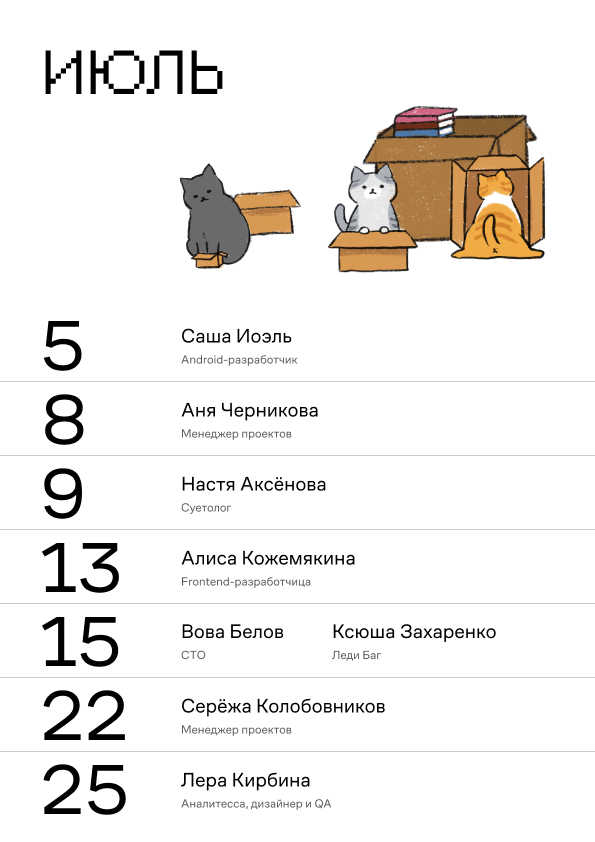 ИЮЛЬ
5
Саша Иоэль
Android-разработчик
8
Аня Черникова
Менеджер проектов
9
Настя Аксёнова
Суетолог
13
Алиса Кожемякина
Frontend-разработчица
15
Вова Белов
СТО
Ксюша Захаренко
Леди Баг
22
Серёжа Колобовников
Менеджер проектов
25
Лера Кирбина
Аналитесса, дизайнер и QA